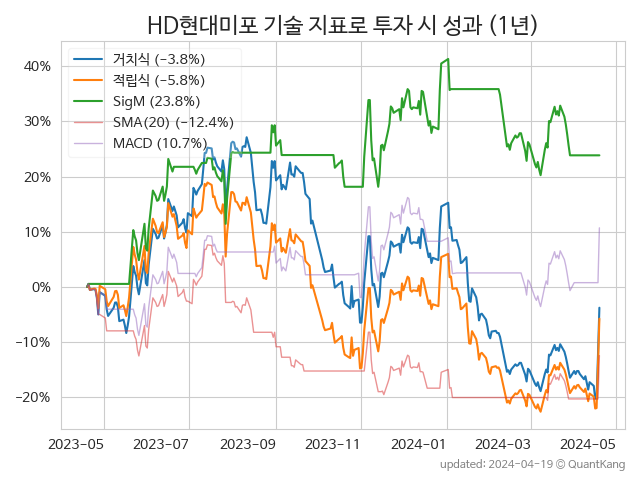 HD현대미포 기술 지표로 투자 시 성과 (1년)
거치식 (−3.8%)
적립식 (−5.8%)
SigM (23.8%)
SMA(20) (−12.4%)
MACD (10.7%)
40%
30%
20%
10%
0%
−10%
−20%
2023−05
2023−07
2023−09
2023−11
2024−01
2024−03
2024−05
updated: 2024−04−19 © QuantKang